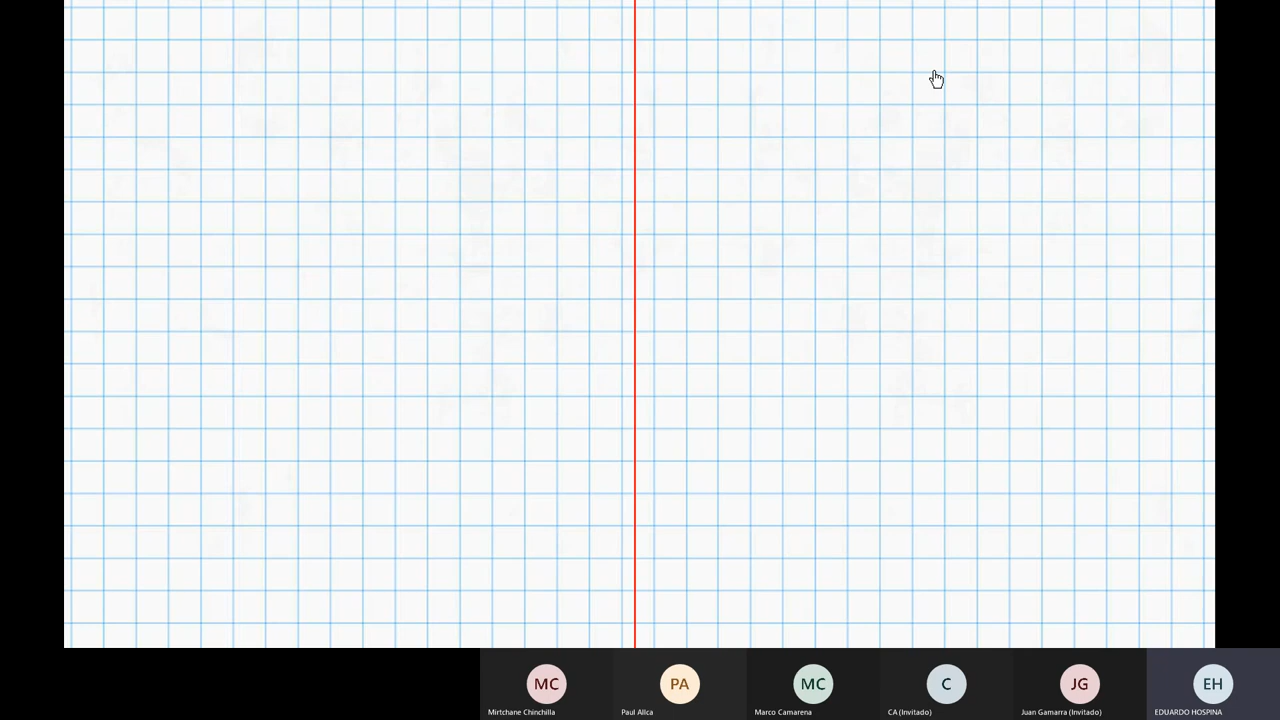 MC
PA
MC
C
JG
EH
Mirtchane Chinchilla
Paul Allca
Marco Camarena
CA (Invitado)
Juan Gamarra (Invitado)
EDUARDO HOSPINA